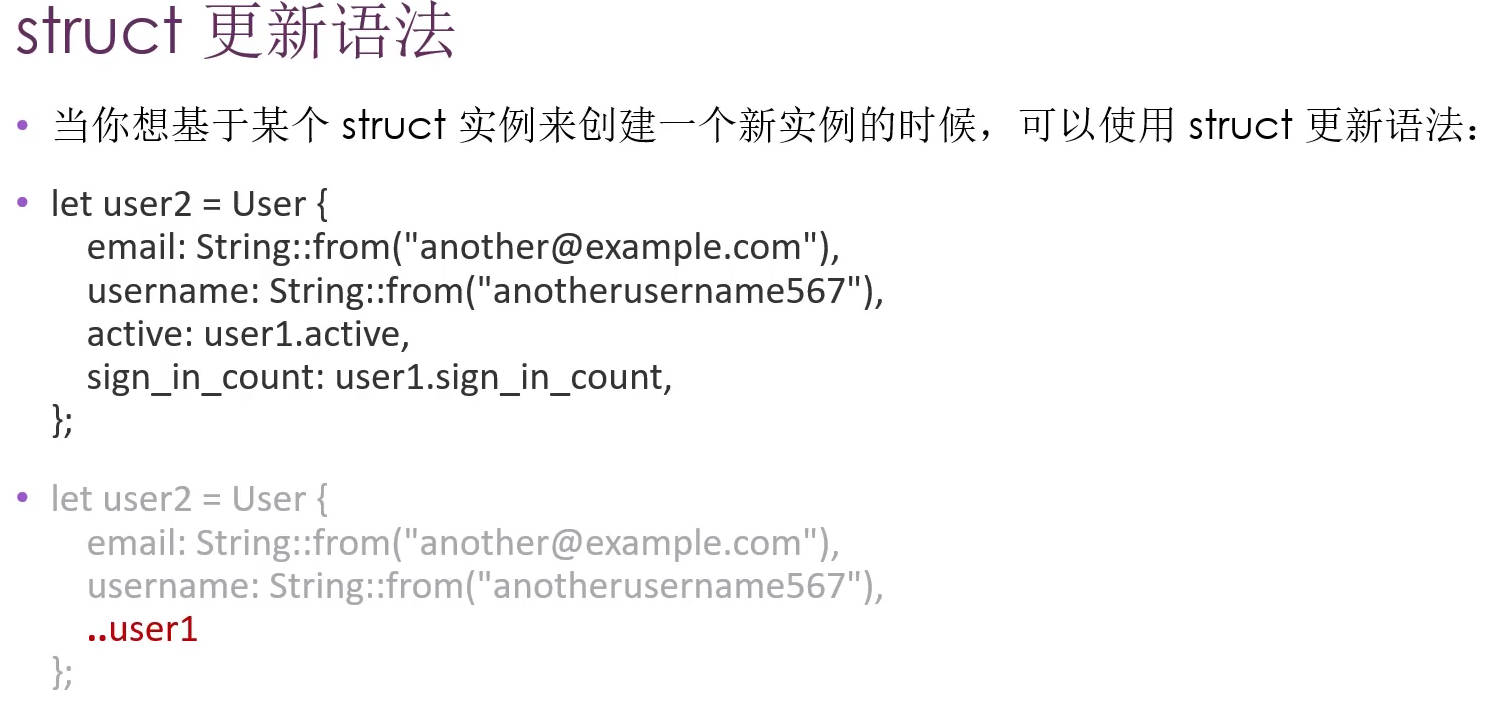 struct 更新语法
• 当你想基于某个 struct 实例来创建一个新实例的时候，可以使用 struct 更新语法：
• let user2 = User {
email: String::from("another@example.com"),
username: String::from("anotherusername567"),
active: user1.active,
sign_in_count: user1.sign_in_count,
};
• let user2 = User {
email: String::from("another@example.com"),
username: String::from("anotherusername567"),
..user1
};